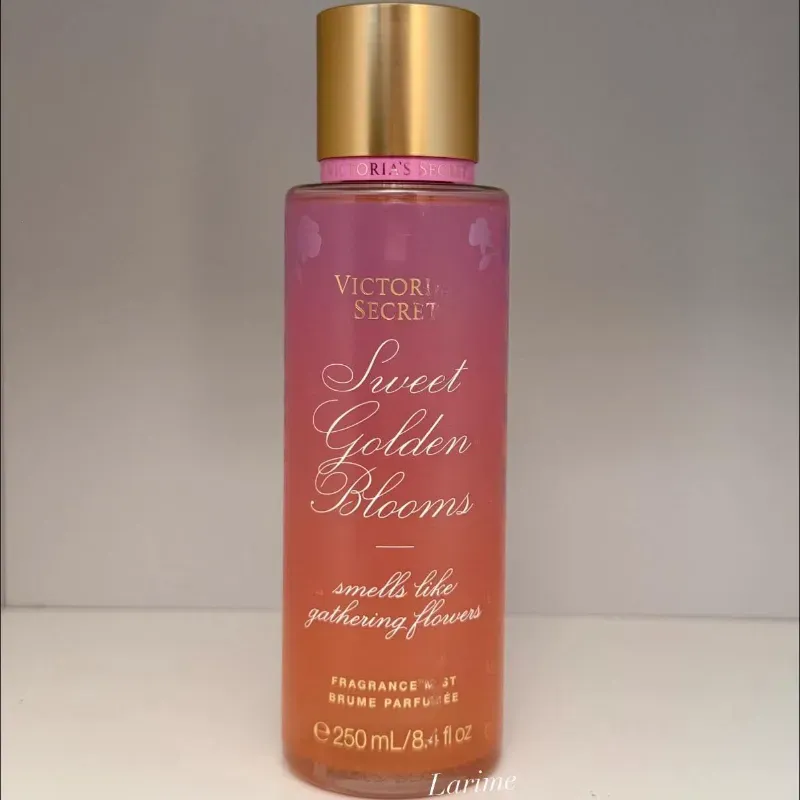 VICTORIA'S SECRET
VICTORIA
SECRET
Sweet
Golden
Blooms
smells like
gathering flowers
FRAGRANCE MIST
BRUME PARFUMÉE
℮ 250 mL/8.4 fl oz
Larime